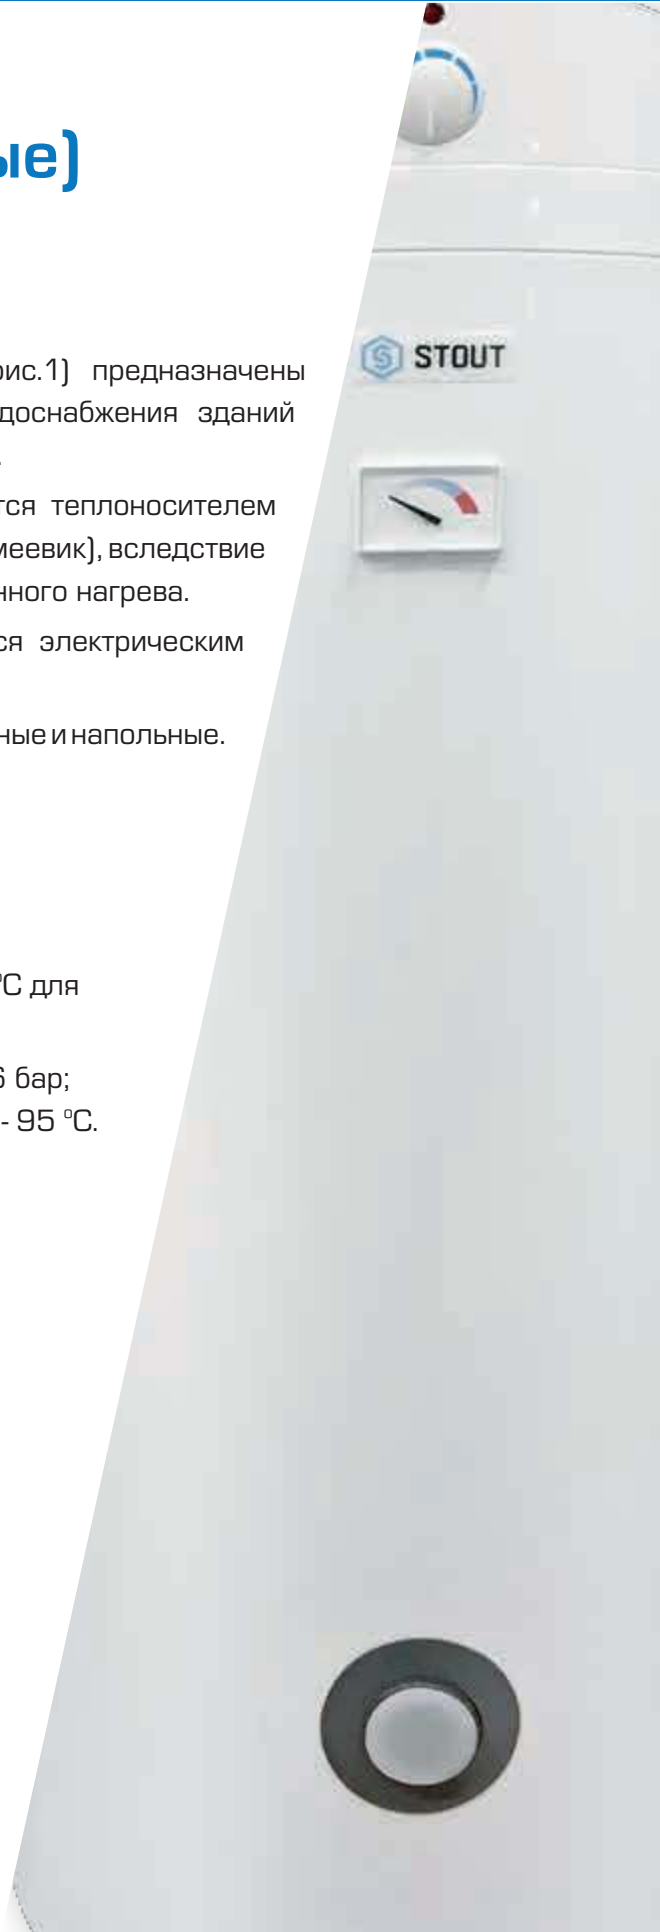 ые)
рис.1) предназначены
доснабжения зданий
.
тся теплоносителем
меевик), вследствие
нного нагрева.
ся электрическим
ные и напольные.
°С для
6 бар;
- 95 °С.
STOUT